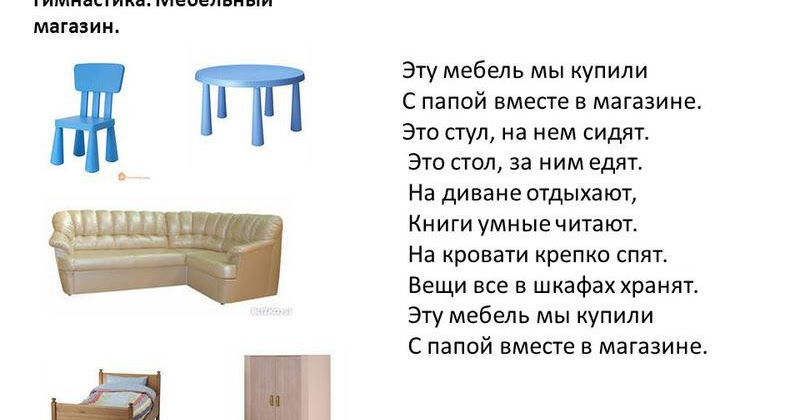 гимнастика. Мебельный
магазин.
Эту мебель мы купили
С папой вместе в магазине.
Это стул, на нем сидят.
Это стол, за ним едят.
На диване отдыхают,
Книги умные читают.
На кровати крепко спят.
Вещи все в шкафах хранят.
Эту мебель мы купили
С папой вместе в магазине.